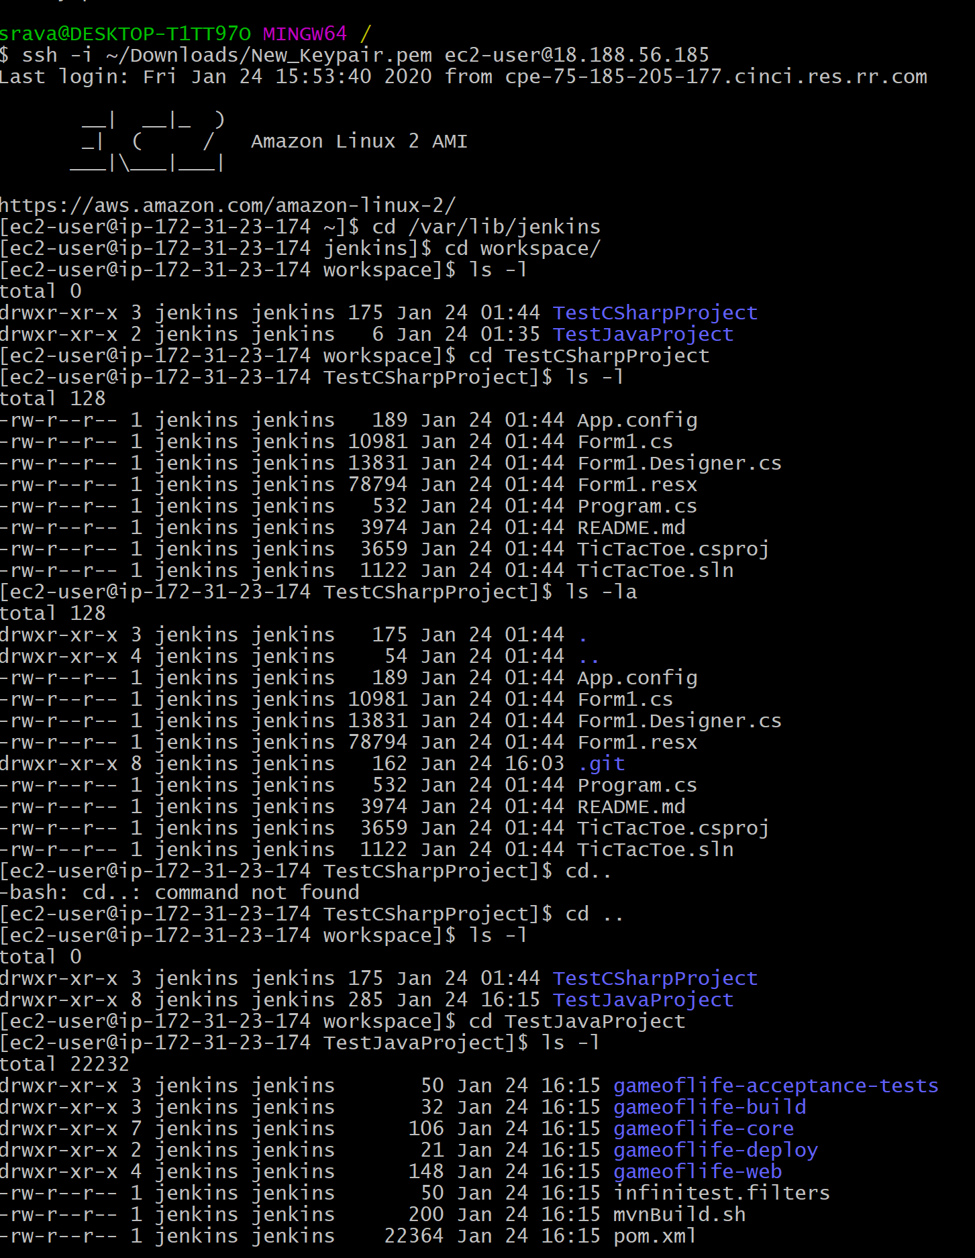 srava@DESKTOP-T1TT97O MINGW64 /
$ ssh -i ~/Downloads/New_Keypair.pem ec2-user@18.188.56.185
Last login: Fri Jan 24 15:53:40 2020 from cpe-75-185-205-177.cinci.res.rr.com
       __|  __|_  )
       _|  (     /   Amazon Linux 2 AMI
      ___|\___|___|
https://aws.amazon.com/amazon-linux-2/
[ec2-user@ip-172-31-23-174 ~]$ cd /var/lib/jenkins
[ec2-user@ip-172-31-23-174 jenkins]$ cd workspace/
[ec2-user@ip-172-31-23-174 workspace]$ ls -l
total 0
drwxr-xr-x 3 jenkins jenkins 175 Jan 24 01:44 TestCSharpProject
drwxr-xr-x 2 jenkins jenkins   6 Jan 24 01:35 TestJavaProject
[ec2-user@ip-172-31-23-174 workspace]$ cd TestCSharpProject
[ec2-user@ip-172-31-23-174 TestCSharpProject]$ ls -l
total 128
-rw-r--r-- 1 jenkins jenkins   189 Jan 24 01:44 App.config
-rw-r--r-- 1 jenkins jenkins 10981 Jan 24 01:44 Form1.cs
-rw-r--r-- 1 jenkins jenkins 13831 Jan 24 01:44 Form1.Designer.cs
-rw-r--r-- 1 jenkins jenkins 78794 Jan 24 01:44 Form1.resx
-rw-r--r-- 1 jenkins jenkins   532 Jan 24 01:44 Program.cs
-rw-r--r-- 1 jenkins jenkins  3974 Jan 24 01:44 README.md
-rw-r--r-- 1 jenkins jenkins  3659 Jan 24 01:44 TicTacToe.csproj
-rw-r--r-- 1 jenkins jenkins  1122 Jan 24 01:44 TicTacToe.sln
[ec2-user@ip-172-31-23-174 TestCSharpProject]$ ls -la
total 128
drwxr-xr-x 3 jenkins jenkins   175 Jan 24 01:44 .
drwxr-xr-x 4 jenkins jenkins    54 Jan 24 01:44 ..
-rw-r--r-- 1 jenkins jenkins   189 Jan 24 01:44 App.config
-rw-r--r-- 1 jenkins jenkins 10981 Jan 24 01:44 Form1.cs
-rw-r--r-- 1 jenkins jenkins 13831 Jan 24 01:44 Form1.Designer.cs
-rw-r--r-- 1 jenkins jenkins 78794 Jan 24 01:44 Form1.resx
drwxr-xr-x 8 jenkins jenkins   162 Jan 24 16:03 .git
-rw-r--r-- 1 jenkins jenkins   532 Jan 24 01:44 Program.cs
-rw-r--r-- 1 jenkins jenkins  3974 Jan 24 01:44 README.md
-rw-r--r-- 1 jenkins jenkins  3659 Jan 24 01:44 TicTacToe.csproj
-rw-r--r-- 1 jenkins jenkins  1122 Jan 24 01:44 TicTacToe.sln
[ec2-user@ip-172-31-23-174 TestCSharpProject]$ cd..
-bash: cd..: command not found
[ec2-user@ip-172-31-23-174 TestCSharpProject]$ cd ..
[ec2-user@ip-172-31-23-174 workspace]$ ls -l
total 0
drwxr-xr-x 3 jenkins jenkins 175 Jan 24 01:44 TestCSharpProject
drwxr-xr-x 8 jenkins jenkins 285 Jan 24 16:15 TestJavaProject
[ec2-user@ip-172-31-23-174 workspace]$ cd TestJavaProject
[ec2-user@ip-172-31-23-174 TestJavaProject]$ ls -l
total 22232
drwxr-xr-x 3 jenkins jenkins       50 Jan 24 16:15 gameoflife-acceptance-tests
drwxr-xr-x 3 jenkins jenkins       32 Jan 24 16:15 gameoflife-build
drwxr-xr-x 7 jenkins jenkins      106 Jan 24 16:15 gameoflife-core
drwxr-xr-x 2 jenkins jenkins       21 Jan 24 16:15 gameoflife-deploy
drwxr-xr-x 4 jenkins jenkins      148 Jan 24 16:15 gameoflife-web
-rw-r--r-- 1 jenkins jenkins       50 Jan 24 16:15 infinitest.filters
-rw-r--r-- 1 jenkins jenkins      200 Jan 24 16:15 mvnBuild.sh
-rw-r--r-- 1 jenkins jenkins    22364 Jan 24 16:15 pom.xml